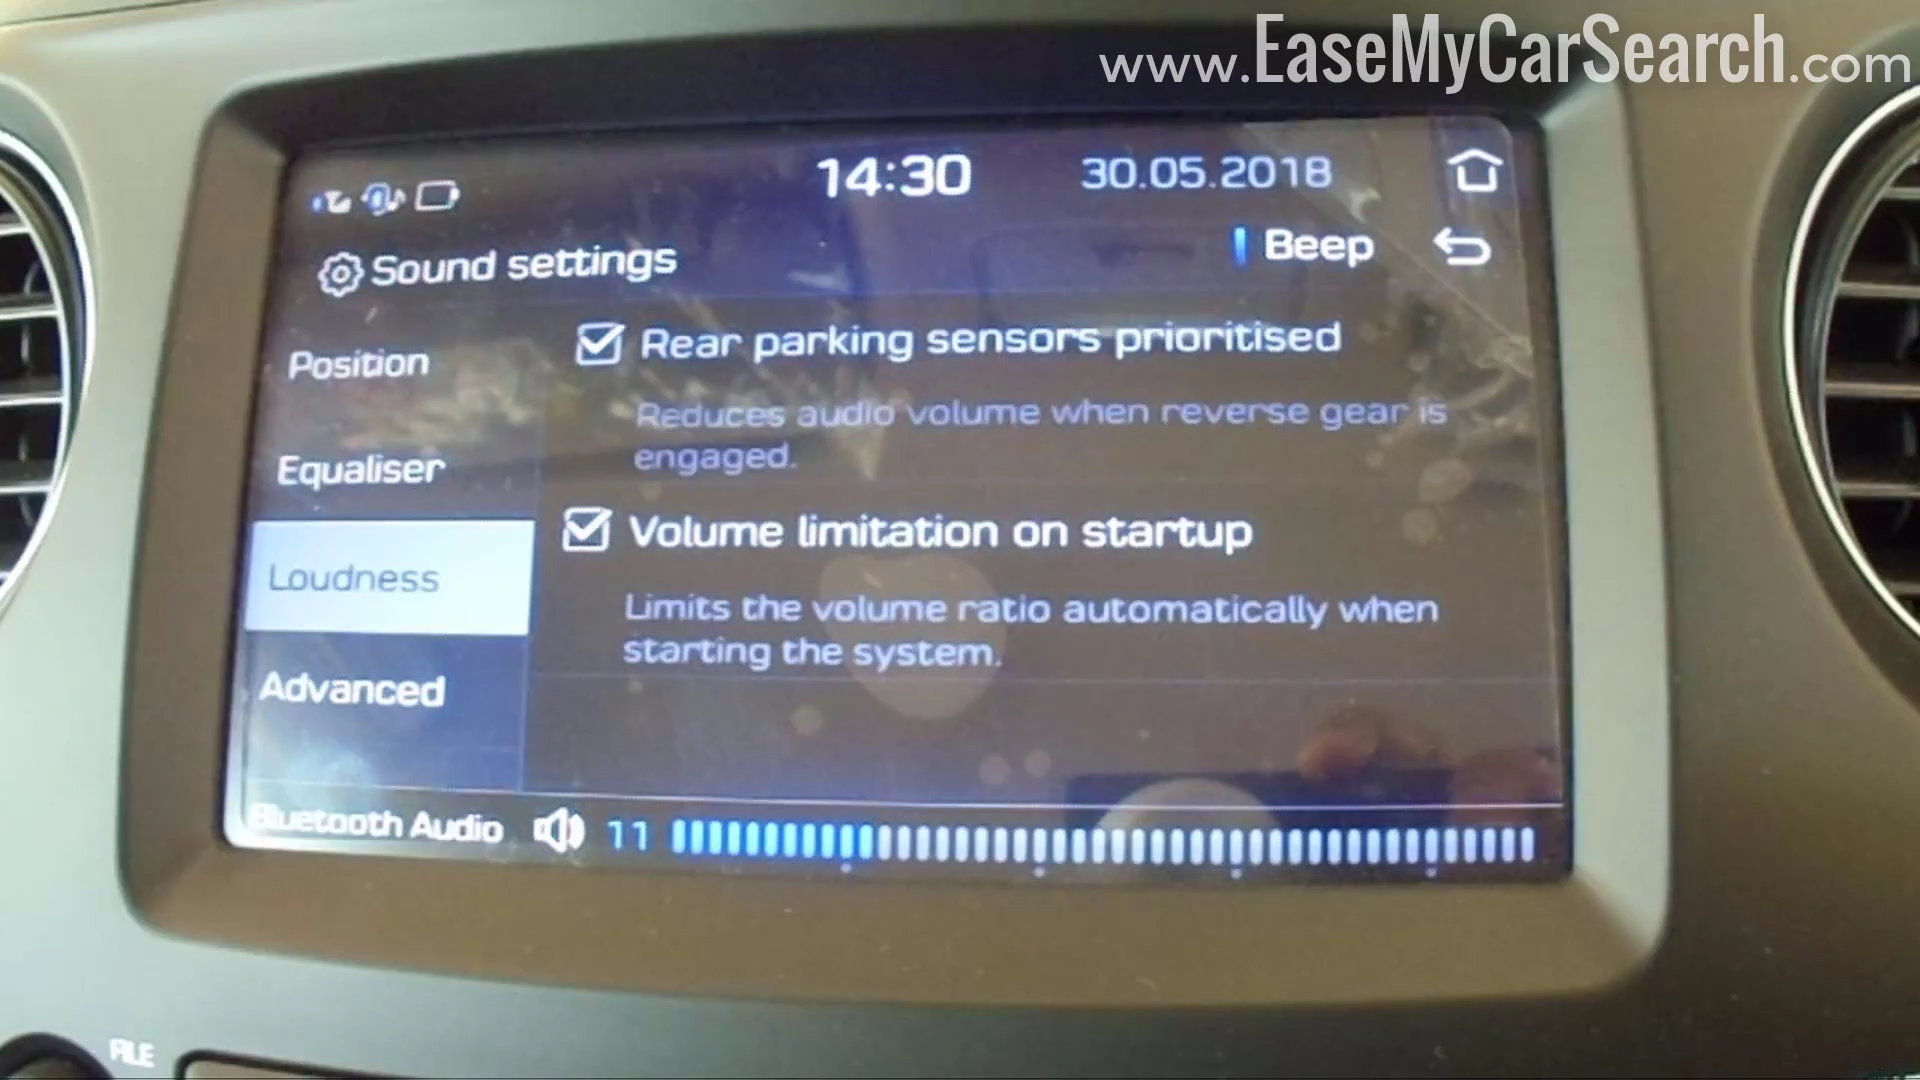 www.EaseMyCarSearch.com
14:30 30.05.2018
Sound settings Beep
Position
Equaliser
Loudness
Advanced
Rear parking sensors prioritised
Reduces audio volume when reverse gear is
engaged.
Volume limitation on startup
Limits the volume ratio automatically when
starting the system.
Bluetooth Audio 11
FILE